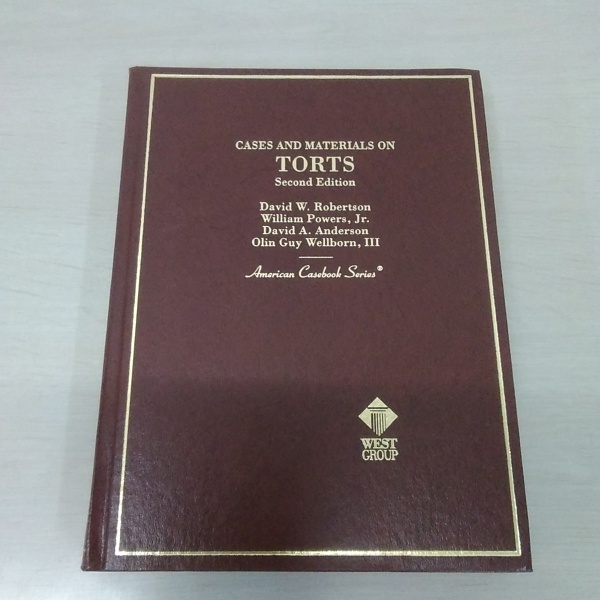 CASES AND MATERIALS ON
TORTS
Second Edition
David W. Robertson
William Powers, Jr.
David A. Anderson
Olin Guy Wellborn, III
American Casebook Series®
WEST
GROUP